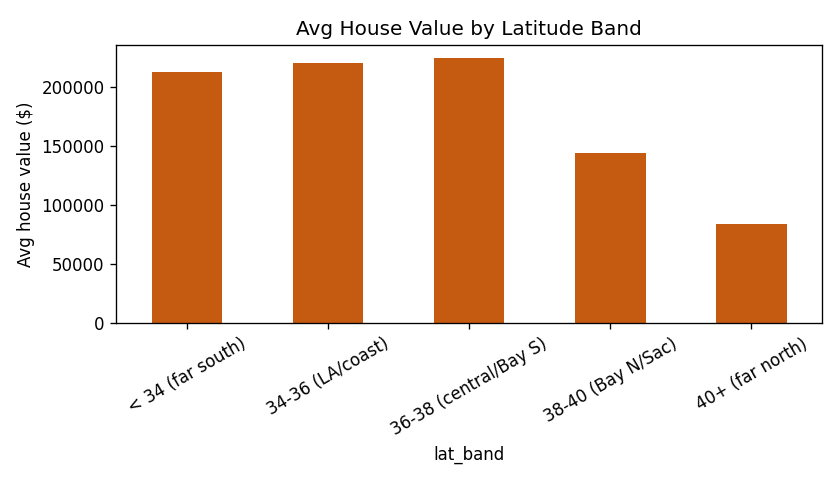 Avg House Value by Latitude Band
Avg house value ($)
200000
150000
100000
50000
0
< 34 (far south)
34-36 (LA/coast)
36-38 (central/Bay S)
38-40 (Bay N/Sac)
40+ (far north)
lat_band